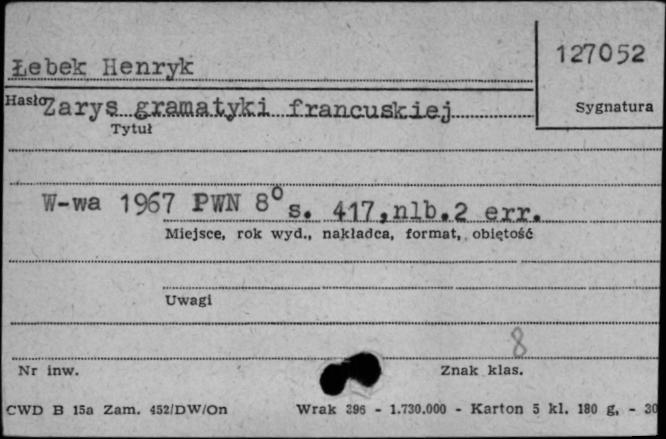 Łebek Henryk
127052
Hasło
Zarys gramatyki francuskiej
Sygnatura
Tytuł
W-wa 1967 PWN 8° s. 417,nlb.2 err.
Miejsce, rok wyd., nakładca, format, objętość
Uwagi
8
Nr inw.
Znak klas.
CWD B 15a Zam. 452/DW/On Wrak 396 - 1.730.000 - Karton 5 kl. 180 g. - 30